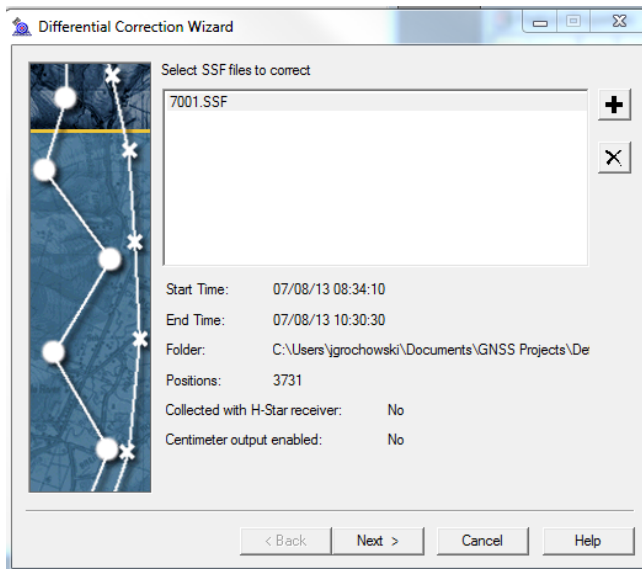 Differential Correction Wizard
Select SSF files to correct
7001.SSF
Start Time: 07/08/13 08:34:10
End Time: 07/08/13 10:30:30
Folder: C:\Users\jgrochowski\Documents\GNSS Projects\De
Positions: 3731
Collected with H-Star receiver: No
Centimeter output enabled: No
< Back Next > Cancel Help